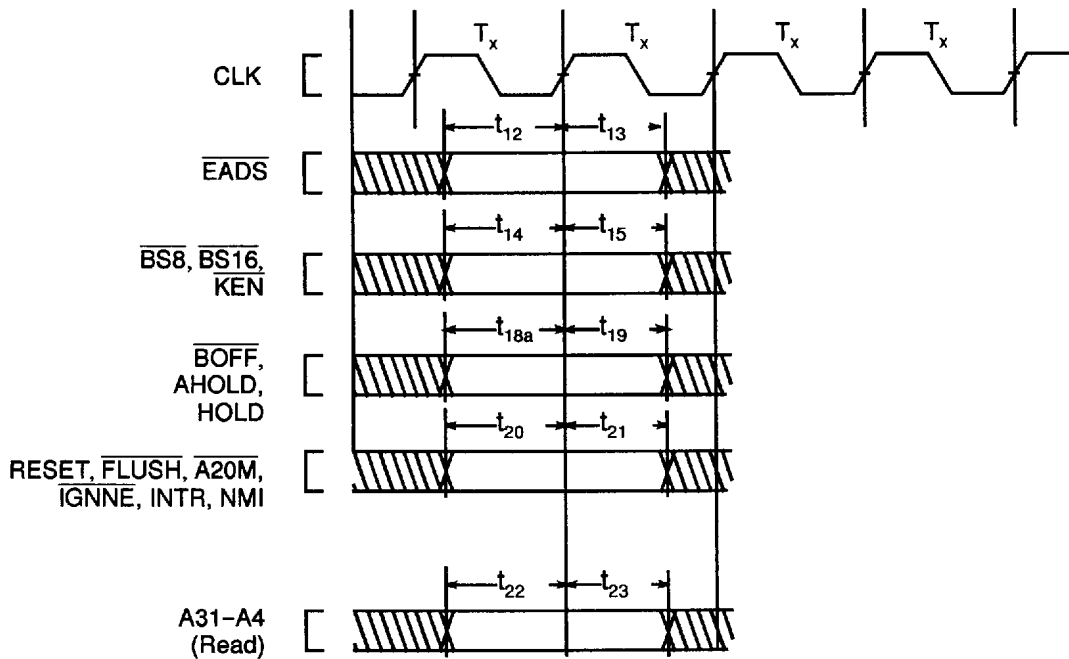 Tx Tx Tx Tx
CLK
t12 t13
EADS
t14 t15
BS8, BS16,
KEN
t18a t19
BOFF,
AHOLD,
HOLD
t20 t21
RESET, FLUSH, A20M,
IGNNE, INTR, NMI
t22 t23
A31–A4
(Read)